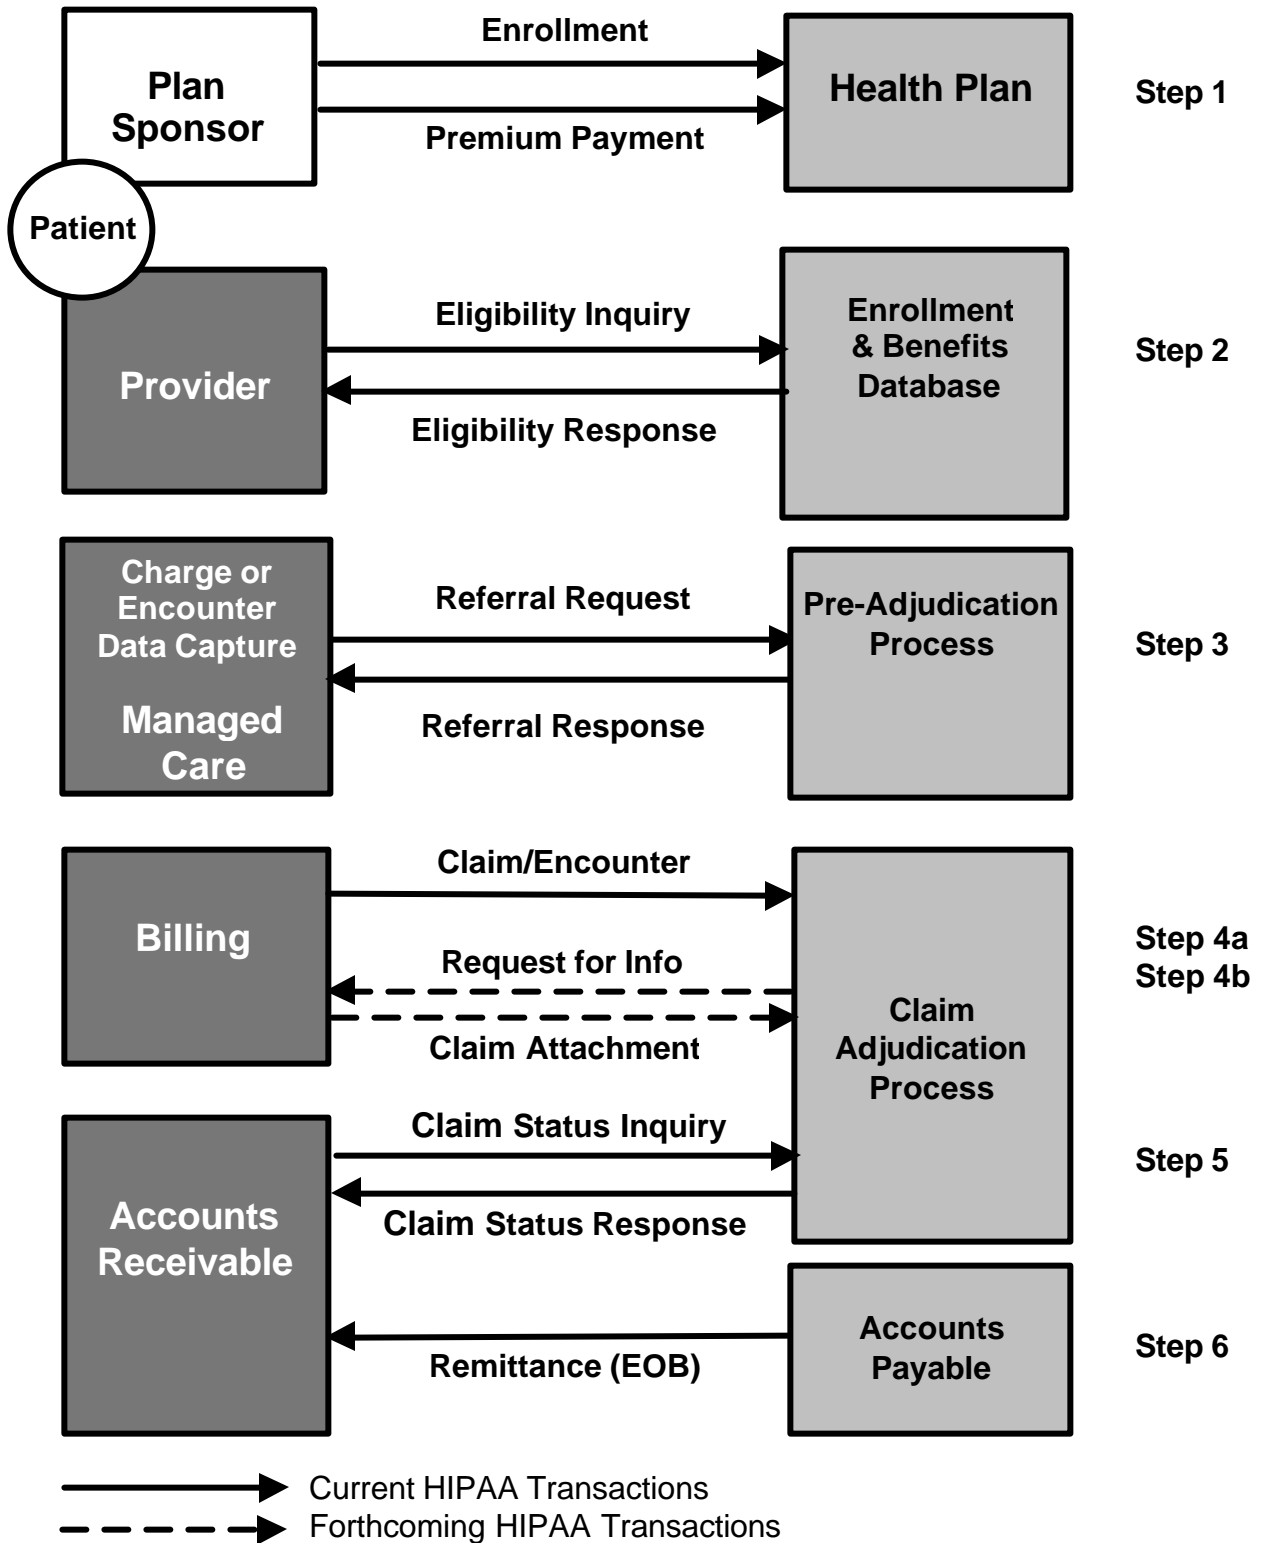 Enrollment
Plan
Sponsor
Health Plan
Step 1
Premium Payment
Patient
Eligibility Inquiry
Provider
Enrollment
& Benefits
Database
Step 2
Eligibility Response
Charge or
Encounter
Data Capture
Managed
Care
Referral Request
Pre-Adjudication
Process
Step 3
Referral Response
Claim/Encounter
Billing
Request for Info
Claim Attachment
Claim
Adjudication
Process
Step 4a
Step 4b
Claim Status Inquiry
Accounts
Receivable
Step 5
Claim Status Response
Accounts
Payable
Step 6
Remittance (EOB)
Current HIPAA Transactions
Forthcoming HIPAA Transactions